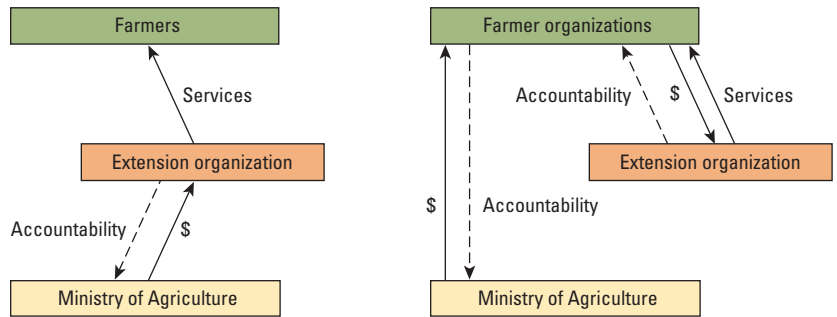 Farmers
Services
Extension organization
Accountability
$
Ministry of Agriculture
Farmer organizations
Accountability
$
Services
Extension organization
$
Accountability
Ministry of Agriculture